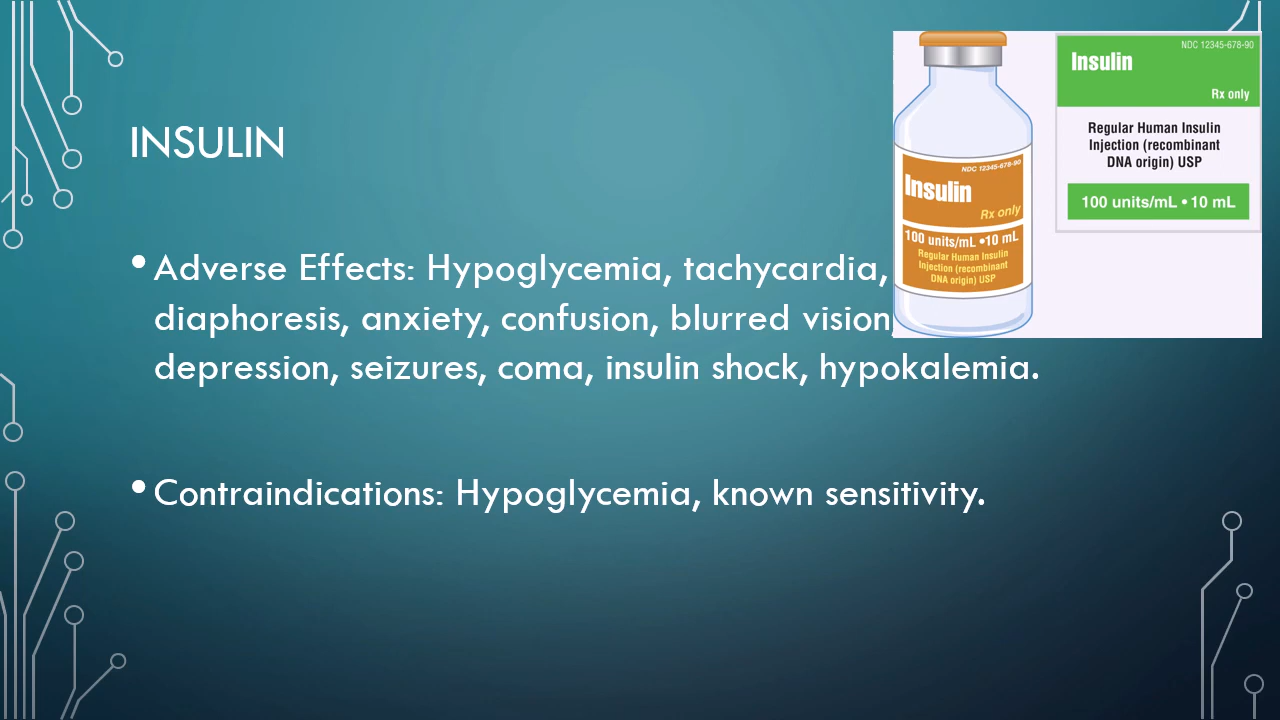 INSULIN
• Adverse Effects: Hypoglycemia, tachycardia,
diaphoresis, anxiety, confusion, blurred vision,
depression, seizures, coma, insulin shock, hypokalemia.
• Contraindications: Hypoglycemia, known sensitivity.
NDC 12345-678-90
Insulin
Rx only
100 units/mL •10 mL
Regular Human Insulin
Injection (recombinant
DNA origin) USP
NDC 12345-678-90
Insulin
Rx only
Regular Human Insulin
Injection (recombinant
DNA origin) USP
100 units/mL • 10 mL